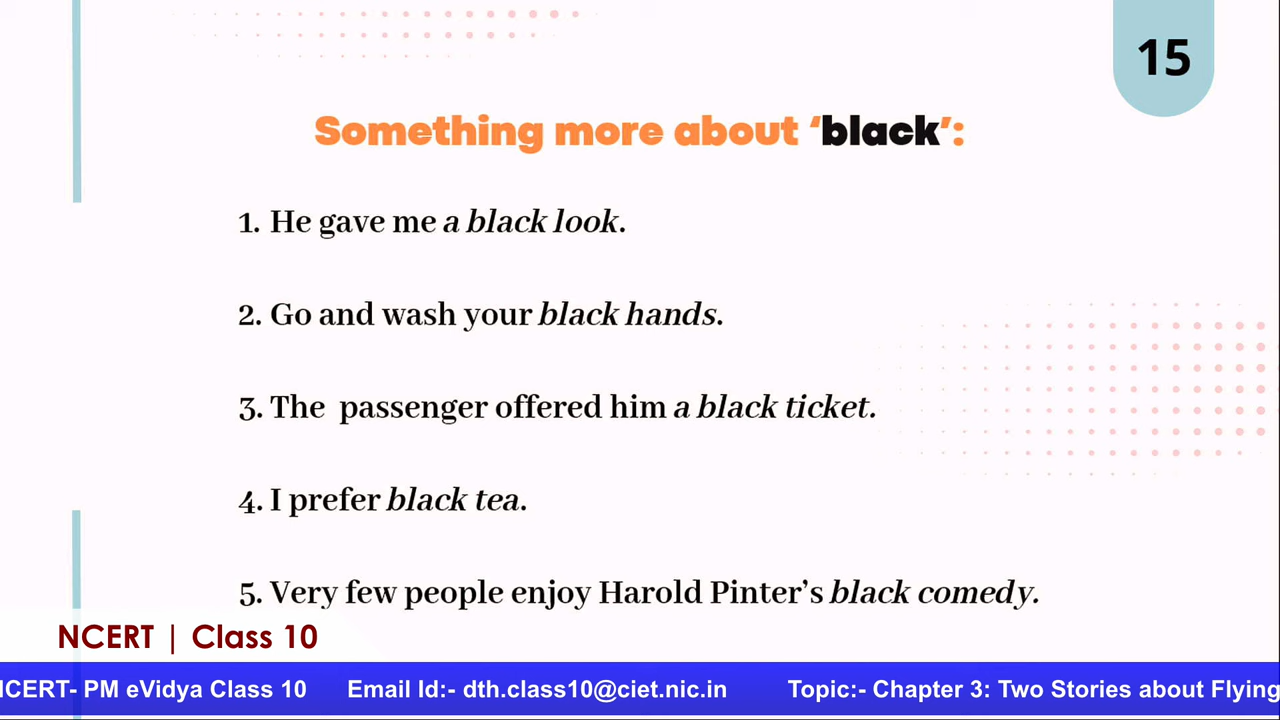 15
Something more about ‘black’:
1. He gave me a black look.
2. Go and wash your black hands.
3. The passenger offered him a black ticket.
4. I prefer black tea.
5. Very few people enjoy Harold Pinter’s black comedy.
NCERT | Class 10
NCERT- PM eVidya Class 10 Email Id:- dth.class10@ciet.nic.in Topic:- Chapter 3: Two Stories about Flying